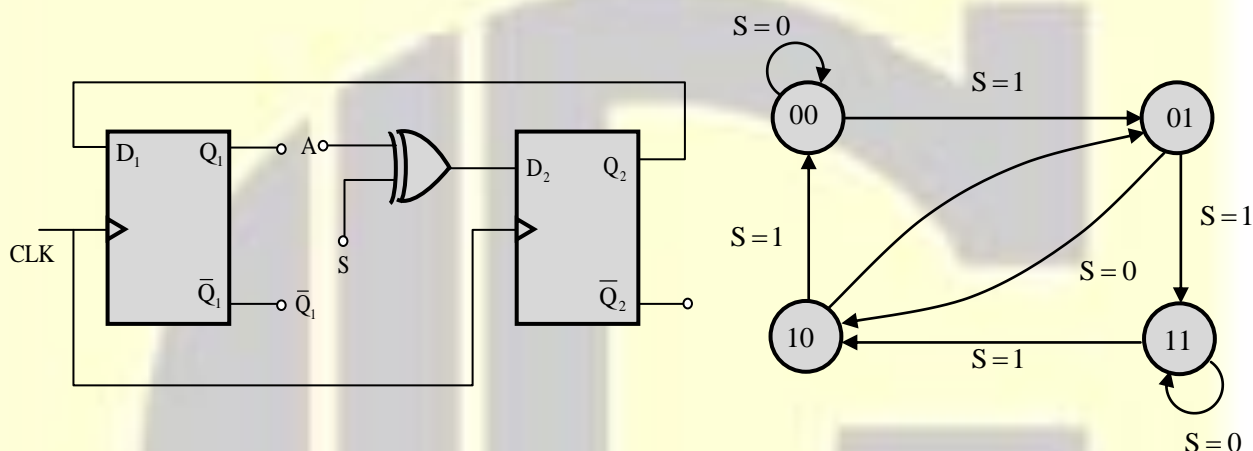 D₁
Q₁
CLK
Q̅₁
Q̅₁
A
S
D₂
Q₂
Q̅₂
S = 0
00
S = 1
01
S = 1
S = 1
S = 0
10
S = 1
11
S = 0